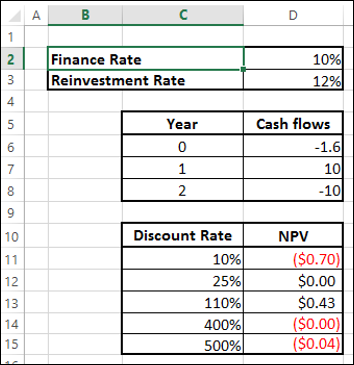 A B C D
1
2 Finance Rate 10%
3 Reinvestment Rate 12%
4
5 Year Cash flows
6 0 -1.6
7 1 10
8 2 -10
9
10 Discount Rate NPV
11 10% ($0.70)
12 25% $0.00
13 110% $0.43
14 400% ($0.00)
15 500% ($0.04)